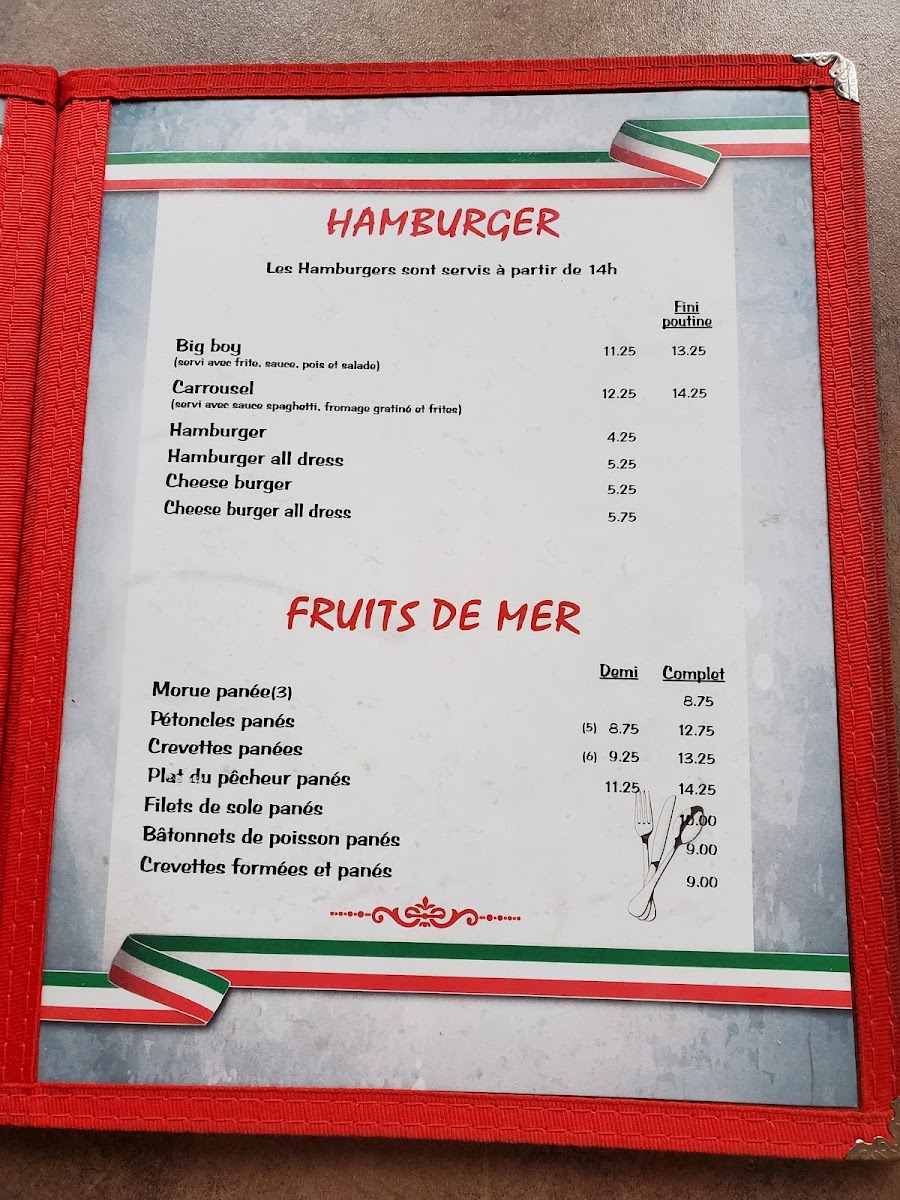 HAMBURGER
Les Hamburgers sont servis à partir de 14h
Fini
poutine
Big boy 11.25 13.25
(servi avec frite, sauce, pois et salade)
Carrousel 12.25 14.25
(servi avec sauce spaghetti, fromage gratiné et frites)
Hamburger 4.25
Hamburger all dress 5.25
Cheese burger 5.25
Cheese burger all dress 5.75
FRUITS DE MER
Demi Complet
Morue panée(3) 8.75
Pétoncles panés (5) 8.75 12.75
Crevettes panées (6) 9.25 13.25
Plat du pêcheur panés 11.25 14.25
Filets de sole panés
Bâtonnets de poisson panés 9.00
Crevettes formées et panés 9.00